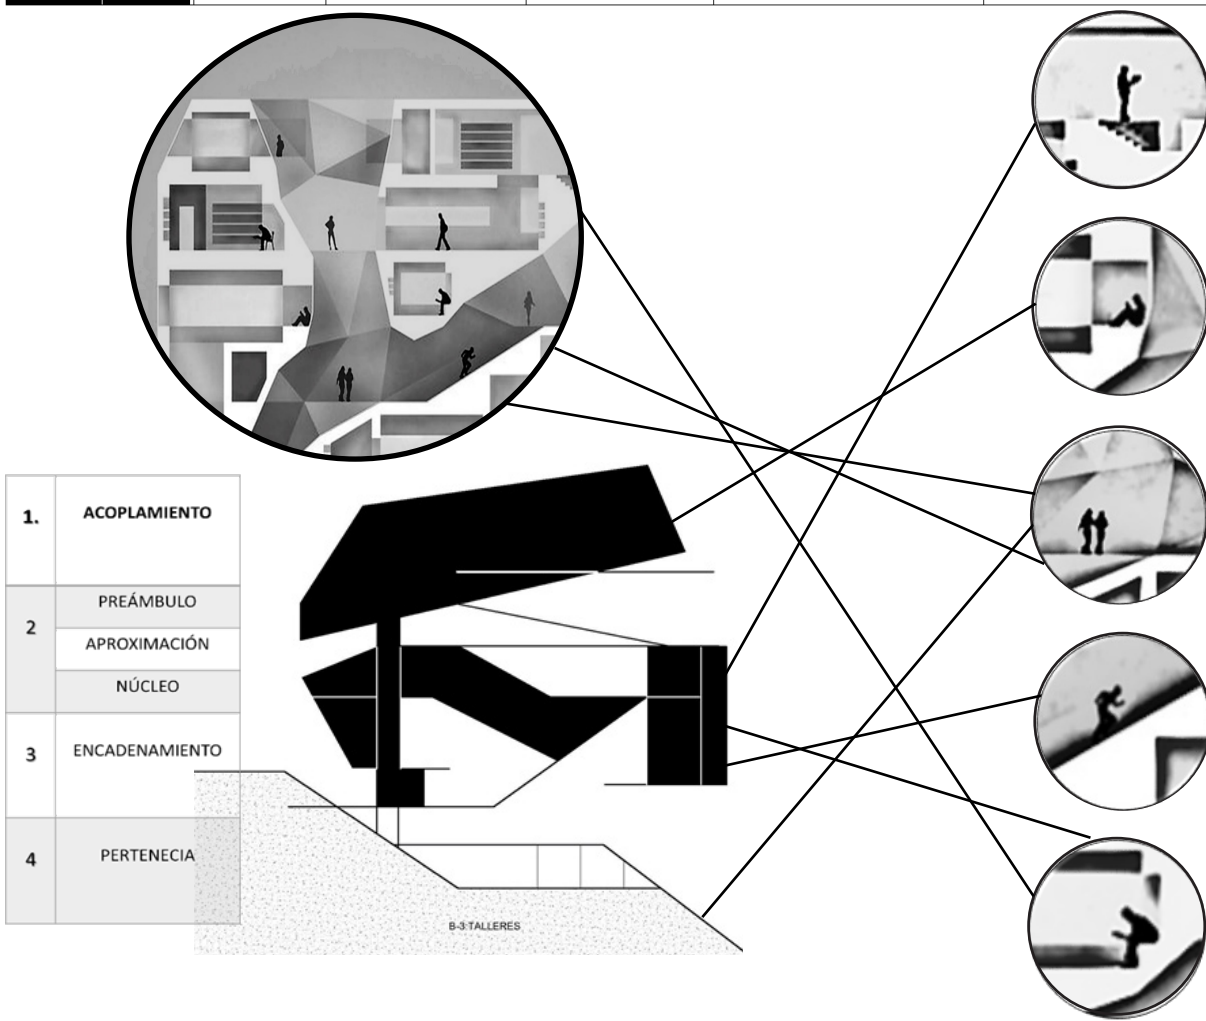 1. ACOPLAMIENTO
2 PREÁMBULO
APROXIMACIÓN
NÚCLEO
3 ENCADENAMIENTO
4 PERTENECIA
B-3:TALLERES